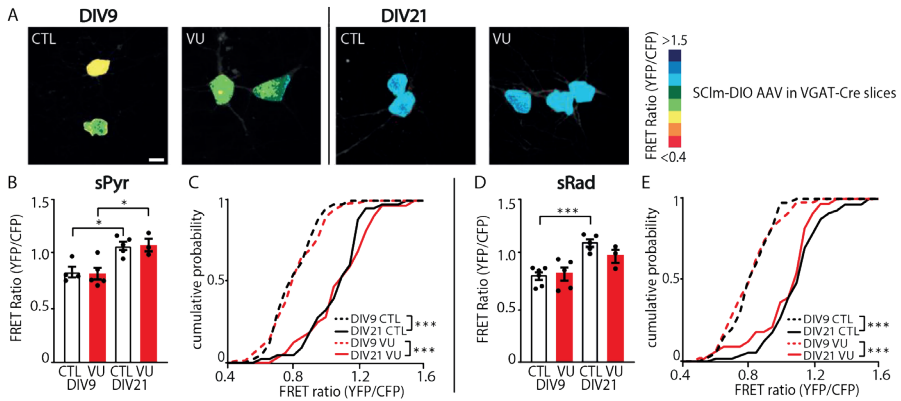 A
DIV9
DIV21
CTL
VU
CTL
VU
FRET Ratio (YFP/CFP)
>1.5
<0.4
SClm-DIO AAV in VGAT-Cre slices
B
sPyr
FRET Ratio (YFP/CFP)
1.5
1.0
0.5
0
*
*
CTL VU CTL VU
DIV9 DIV21
C
cumulative probability
1
0.5
0
0.4 0.8 1.2 1.6
FRET ratio (YFP/CFP)
DIV9 CTL
DIV21 CTL
***
DIV9 VU
DIV21 VU
***
D
sRad
FRET Ratio (YFP/CFP)
1.5
1.0
0.5
0
***
CTL VU CTL VU
DIV9 DIV21
E
cumulative probability
1
0.5
0
0.4 0.8 1.2 1.6
FRET ratio (YFP/CFP)
DIV9 CTL
DIV21 CTL
***
DIV9 VU
DIV21 VU
***